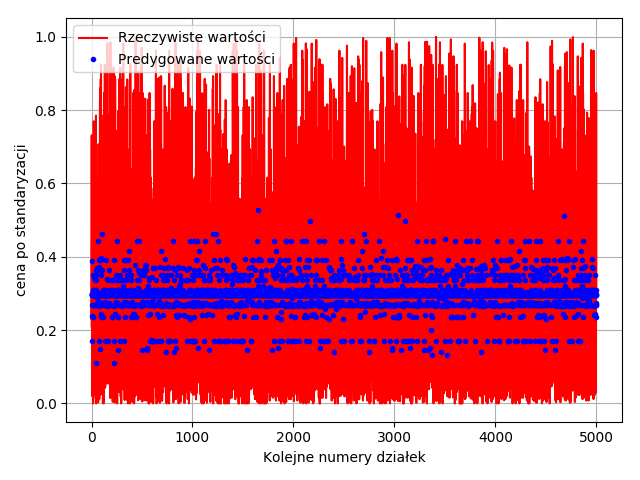 Rzeczywiste wartości
Predygowane wartości
cena po standaryzacji
1.0
0.8
0.6
0.4
0.2
0.0
0 1000 2000 3000 4000 5000
Kolejne numery działek